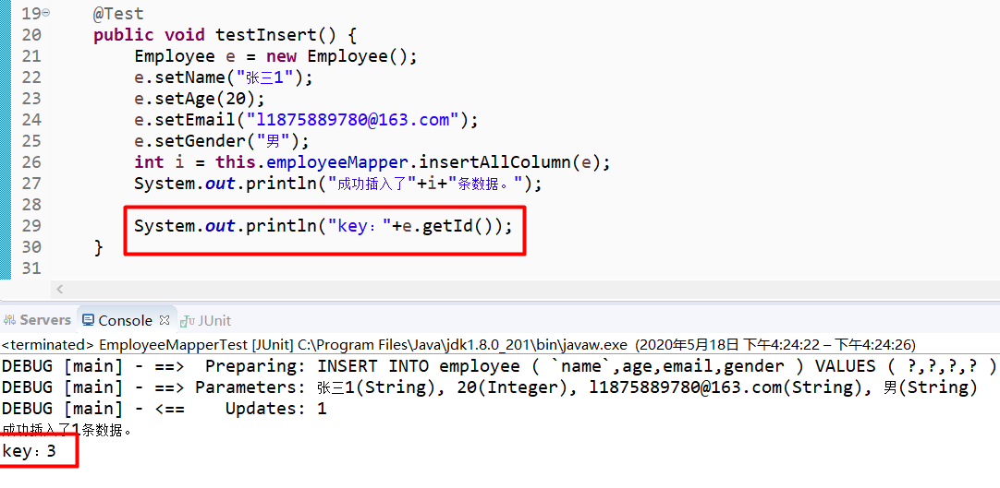 19 @Test
20 public void testInsert() {
21 Employee e = new Employee();
22 e.setName("张三1");
23 e.setAge(20);
24 e.setEmail("l1875889780@163.com");
25 e.setGender("男");
26 int i = this.employeeMapper.insertAllColumn(e);
27 System.out.println("成功插入了"+i+"条数据。");
28
29 System.out.println("key："+e.getId());
30 }
31
Servers Console JUnit
<terminated> EmployeeMapperTest [JUnit] C:\Program Files\Java\jdk1.8.0_201\bin\javaw.exe (2020年5月18日 下午4:24:22 – 下午4:24:26)
DEBUG [main] - ==> Preparing: INSERT INTO employee ( `name`,age,email,gender ) VALUES ( ?,?,?,? )
DEBUG [main] - ==> Parameters: 张三1(String), 20(Integer), l1875889780@163.com(String), 男(String)
DEBUG [main] - <== Updates: 1
成功插入了1条数据。
key：3